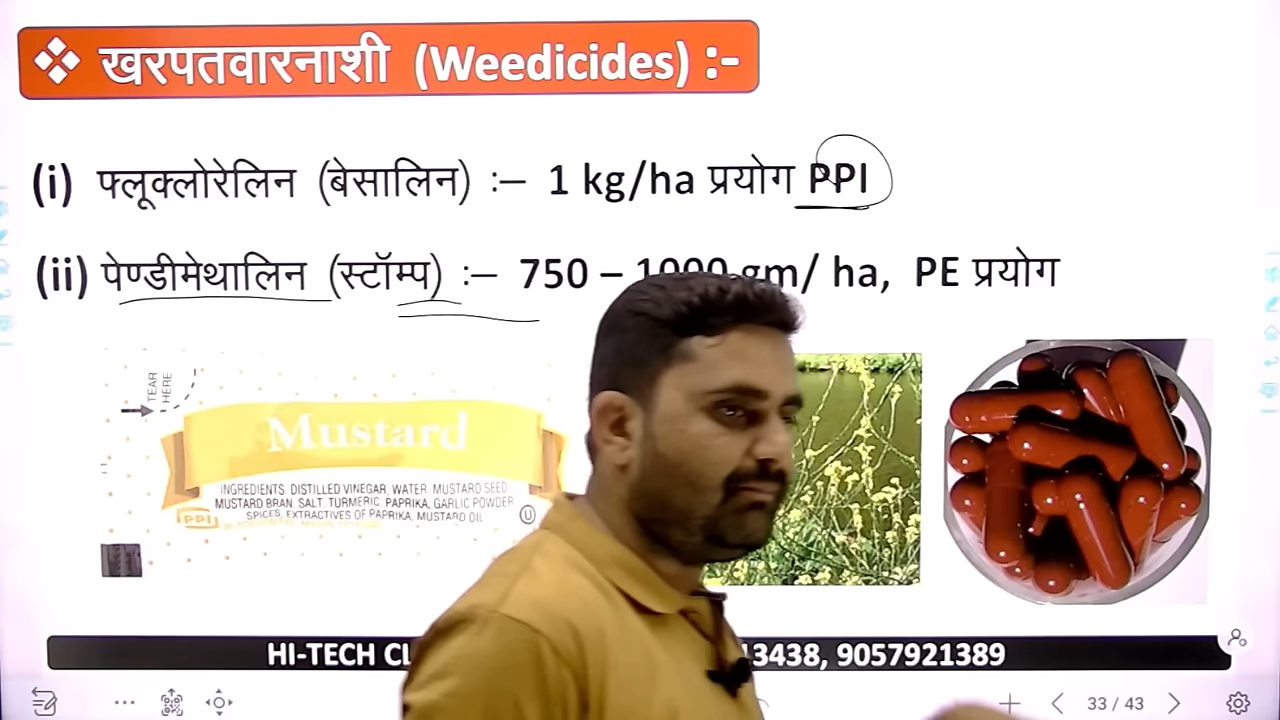 ❖ खरपतवारनाशी (Weedicides) :-
(i) फ्लूक्लोरेलिन (बेसालिन) :– 1 kg/ha प्रयोग PPI
(ii) पेण्डीमेथालिन (स्टॉम्प) :– 750 – 1000 gm/ ha, PE प्रयोग
TEAR HERE
Mustard
INGREDIENTS: DISTILLED VINEGAR, WATER, MUSTARD SEED
MUSTARD BRAN, SALT, TURMERIC, PAPRIKA, GARLIC POWDER
SPICES, EXTRACTIVES OF PAPRIKA, MUSTARD OIL
PPI
U
HI-TECH 13438, 9057921389
33 / 43